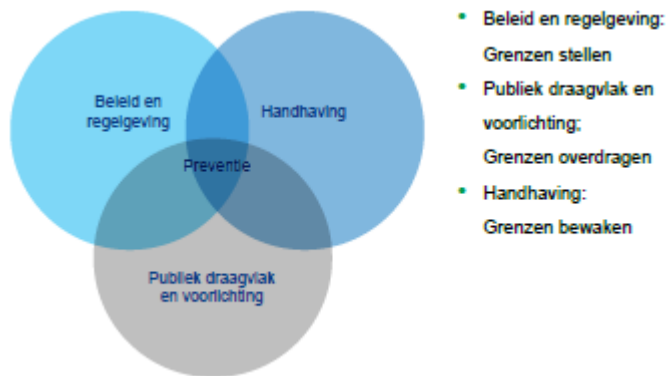 Beleid en
regelgeving
Handhaving
Preventie
Publiek draagvlak
en voorlichting
• Beleid en regelgeving:
Grenzen stellen
• Publiek draagvlak en
voorlichting;
Grenzen overdragen
• Handhaving:
Grenzen bewaken